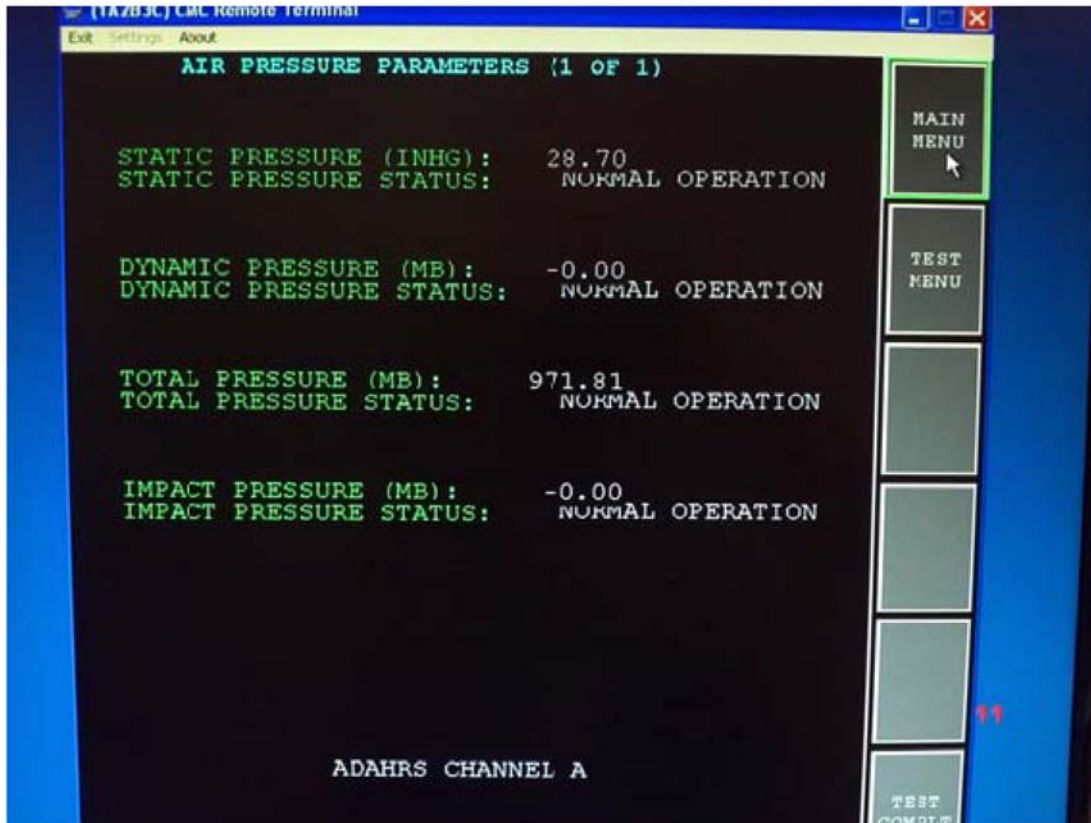 (1A2B3C) CMC Remote Terminal
Exit Settings About
AIR PRESSURE PARAMETERS (1 OF 1)
STATIC PRESSURE (INHG): 28.70
STATIC PRESSURE STATUS: NORMAL OPERATION
DYNAMIC PRESSURE (MB): -0.00
DYNAMIC PRESSURE STATUS: NORMAL OPERATION
TOTAL PRESSURE (MB): 971.81
TOTAL PRESSURE STATUS: NORMAL OPERATION
IMPACT PRESSURE (MB): -0.00
IMPACT PRESSURE STATUS: NORMAL OPERATION
ADAHRS CHANNEL A
MAIN
MENU
TEST
MENU
11
TEST
COMPLT